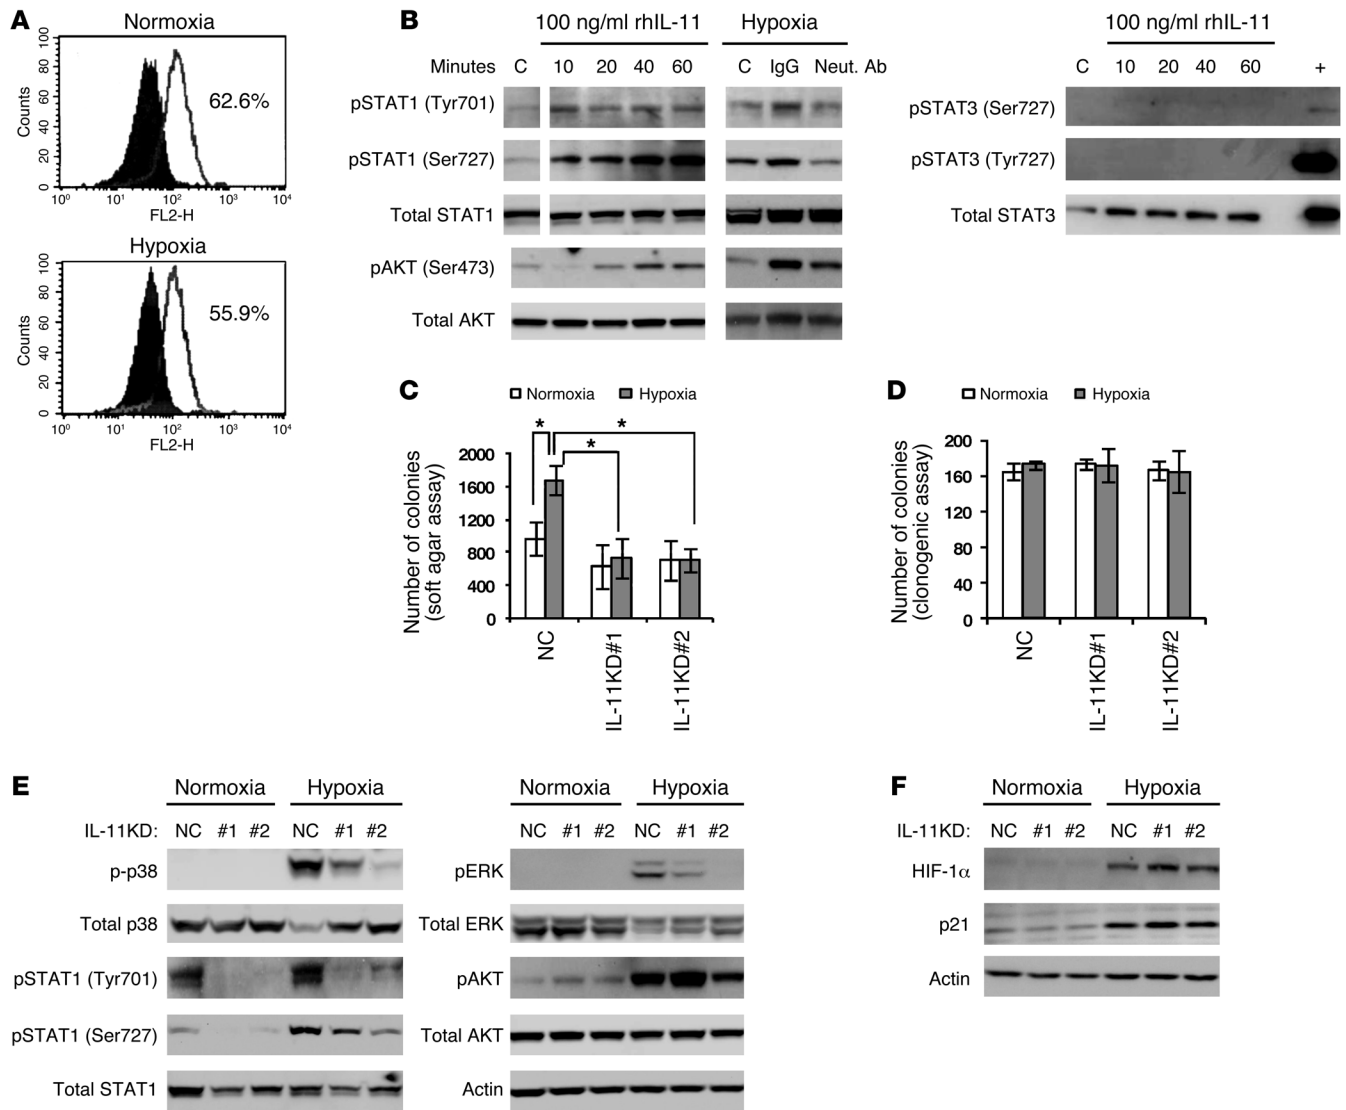 A
Normoxia
100
80
60
40
20
0
Counts
62.6%
10⁰ 10¹ 10² 10³ 10⁴
FL2-H
Hypoxia
100
80
60
40
20
0
Counts
55.9%
10⁰ 10¹ 10² 10³ 10⁴
FL2-H
B
100 ng/ml rhIL-11 Hypoxia
Minutes C 10 20 40 60 C IgG Neut. Ab
pSTAT1 (Tyr701)
pSTAT1 (Ser727)
Total STAT1
pAKT (Ser473)
Total AKT
100 ng/ml rhIL-11
C 10 20 40 60 +
pSTAT3 (Ser727)
pSTAT3 (Tyr727)
Total STAT3
C
Normoxia Hypoxia
* * *
Number of colonies
(soft agar assay)
2000
1600
1200
800
400
0
NC IL-11KD#1 IL-11KD#2
D
Normoxia Hypoxia
Number of colonies
(clonogenic assay)
200
160
120
80
40
0
NC IL-11KD#1 IL-11KD#2
E
Normoxia Hypoxia
IL-11KD: NC #1 #2 NC #1 #2
p-p38
Total p38
pSTAT1 (Tyr701)
pSTAT1 (Ser727)
Total STAT1
Normoxia Hypoxia
NC #1 #2 NC #1 #2
pERK
Total ERK
pAKT
Total AKT
Actin
F
Normoxia Hypoxia
IL-11KD: NC #1 #2 NC #1 #2
HIF-1α
p21
Actin